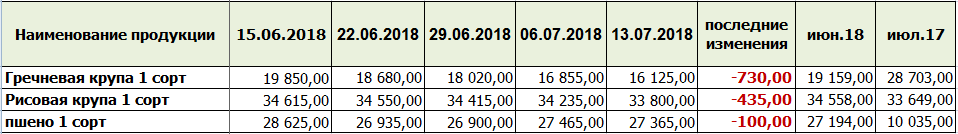 Наименование продукции 15.06.2018 22.06.2018 29.06.2018 06.07.2018 13.07.2018 последние изменения июн.18 июл.17
Гречневая крупа 1 сорт 19 850,00 18 680,00 18 020,00 16 855,00 16 125,00 -730,00 19 159,00 28 703,00
Рисовая крупа 1 сорт 34 615,00 34 550,00 34 415,00 34 235,00 33 800,00 -435,00 34 558,00 33 649,00
пшено 1 сорт 28 625,00 26 935,00 26 900,00 27 465,00 27 365,00 -100,00 27 194,00 10 035,00